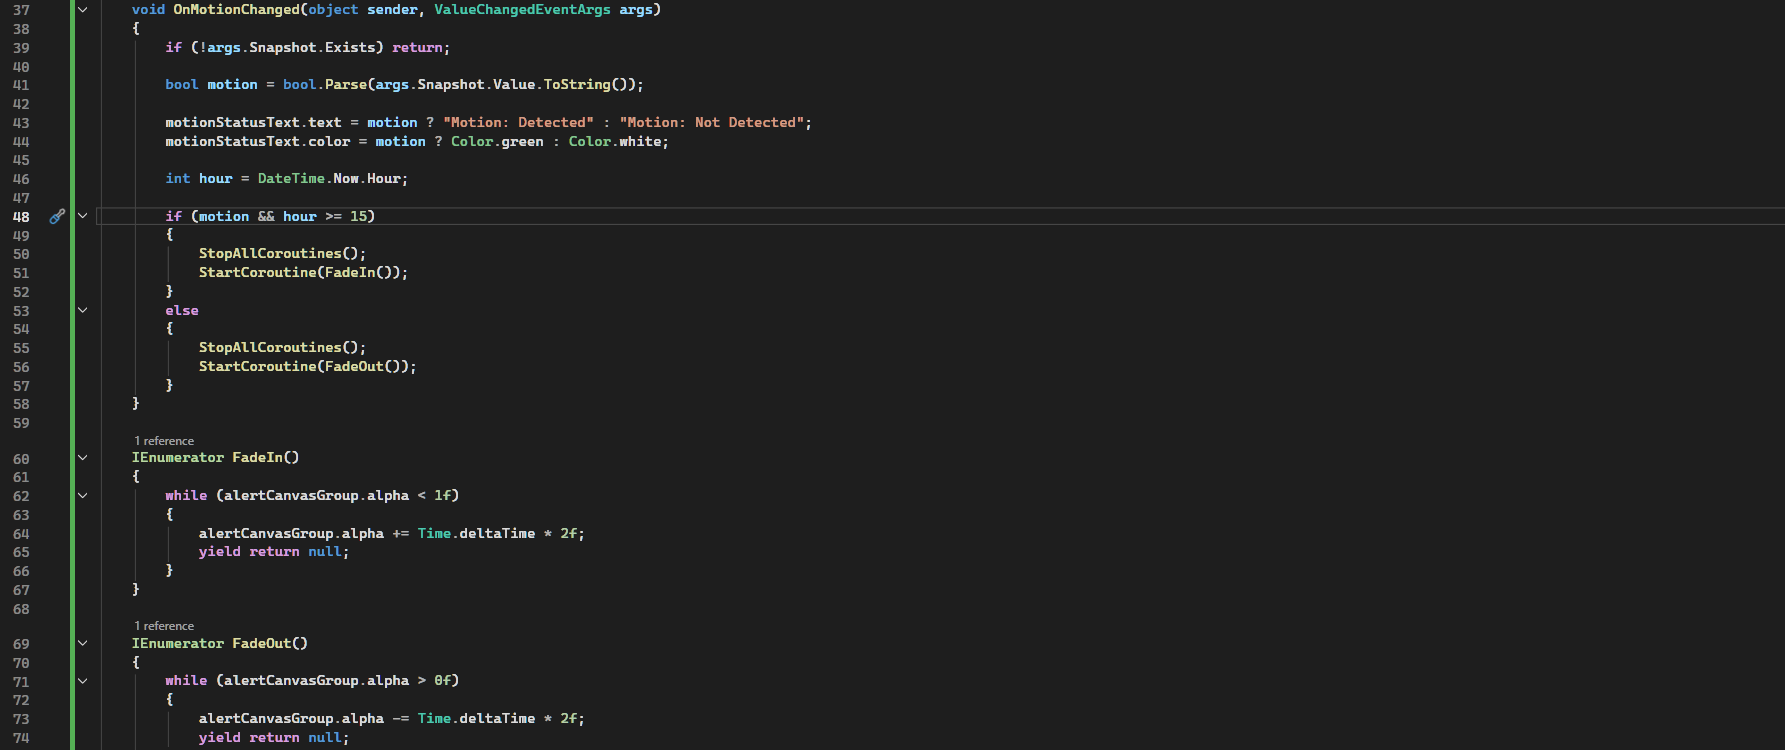 37 void OnMotionChanged(object sender, ValueChangedEventArgs args)
38 {
39 if (!args.Snapshot.Exists) return;
40
41 bool motion = bool.Parse(args.Snapshot.Value.ToString());
42
43 motionStatusText.text = motion ? "Motion: Detected" : "Motion: Not Detected";
44 motionStatusText.color = motion ? Color.green : Color.white;
45
46 int hour = DateTime.Now.Hour;
47
48 if (motion && hour >= 15)
49 {
50 StopAllCoroutines();
51 StartCoroutine(FadeIn());
52 }
53 else
54 {
55 StopAllCoroutines();
56 StartCoroutine(FadeOut());
57 }
58 }
59
1 reference
60 IEnumerator FadeIn()
61 {
62 while (alertCanvasGroup.alpha < 1f)
63 {
64 alertCanvasGroup.alpha += Time.deltaTime * 2f;
65 yield return null;
66 }
67 }
68
1 reference
69 IEnumerator FadeOut()
70 {
71 while (alertCanvasGroup.alpha > 0f)
72 {
73 alertCanvasGroup.alpha -= Time.deltaTime * 2f;
74 yield return null;